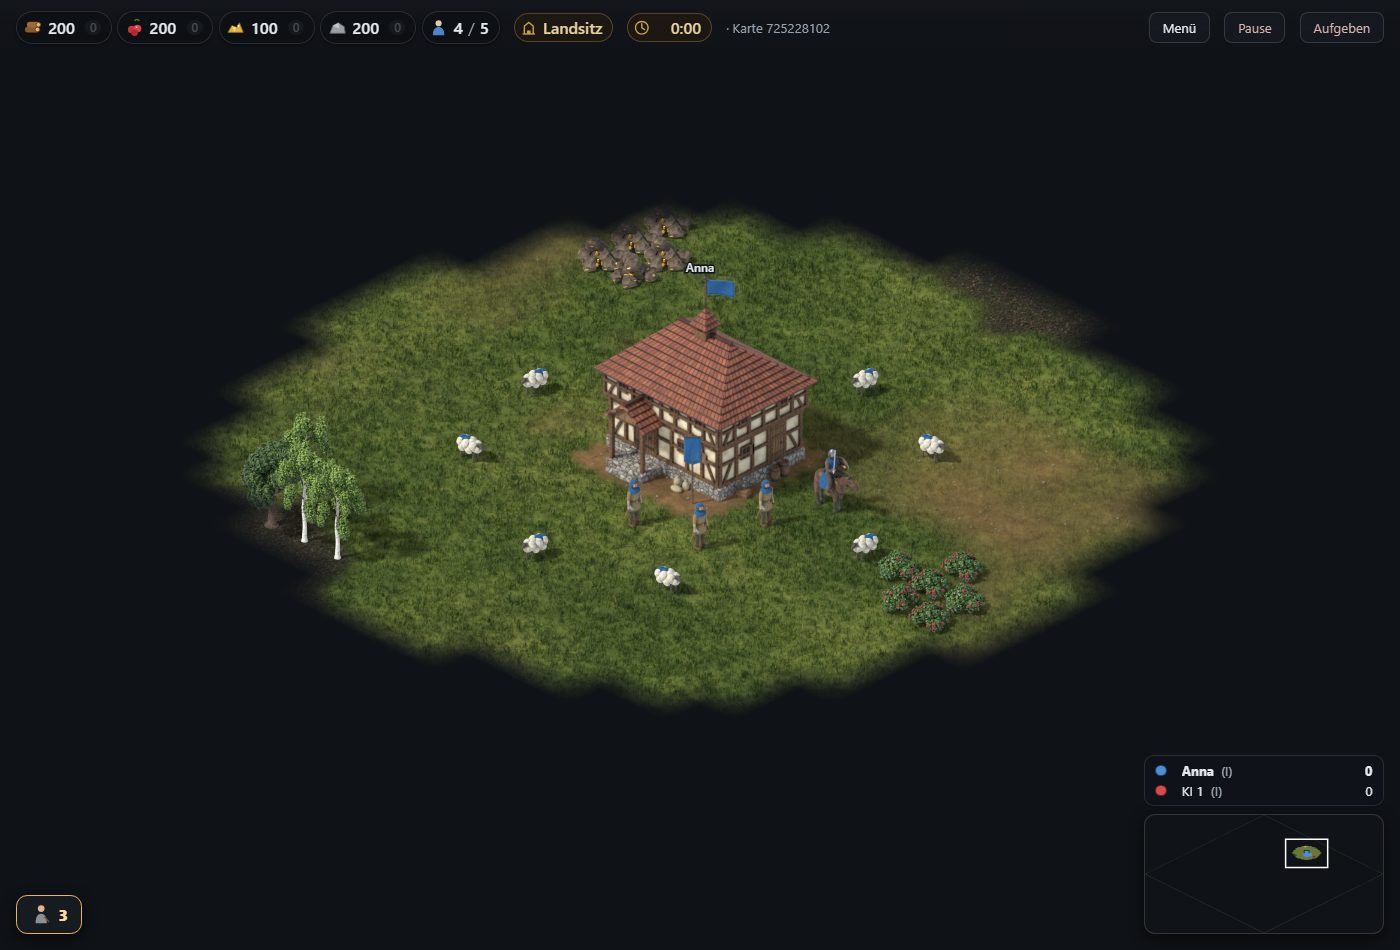 200 0 200 0 100 0 200 0 4 / 5 Landsitz 0:00 · Karte 725228102 Menü Pause Aufgeben
Anna
Anna (I) 0
KI 1 (I) 0
3